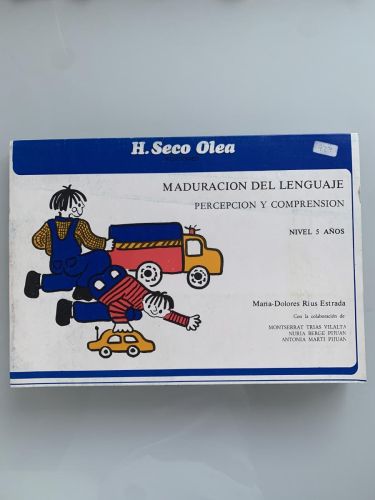 H. Seco Olea
MADURACION DEL LENGUAJE
PERCEPCION Y COMPRENSION
NIVEL 5 AÑOS
Maria-Dolores Rius Estrada
Con la colaboración de:
MONTSERRAT TRIAS VILALTA
NURIA BERGE PIJUAN
ANTONIA MARTI PIJUAN